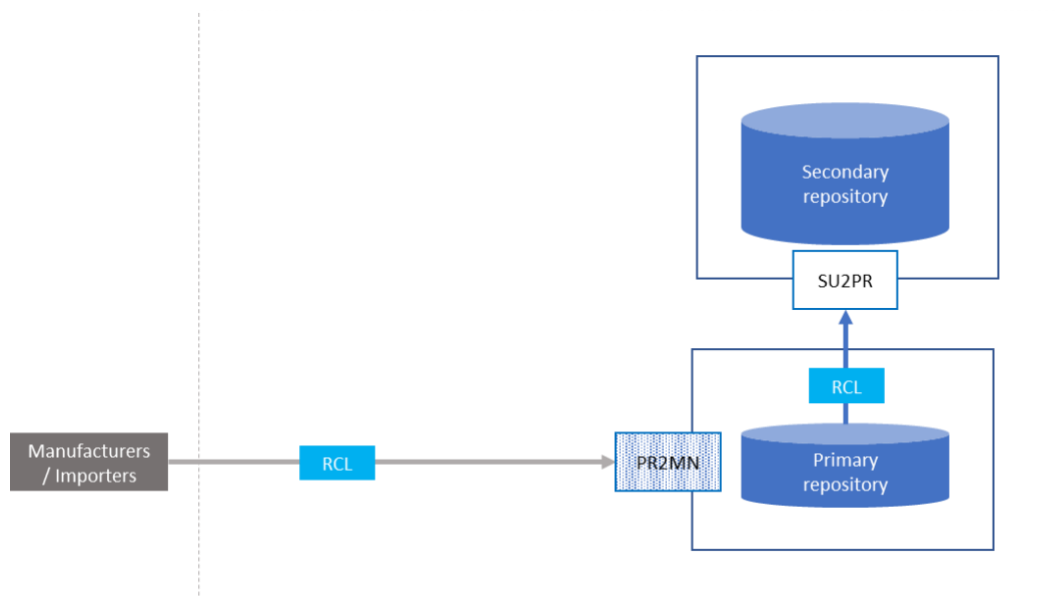 Secondary
repository
SU2PR
RCL
Manufacturers
/ Importers
RCL
PR2MN
Primary
repository